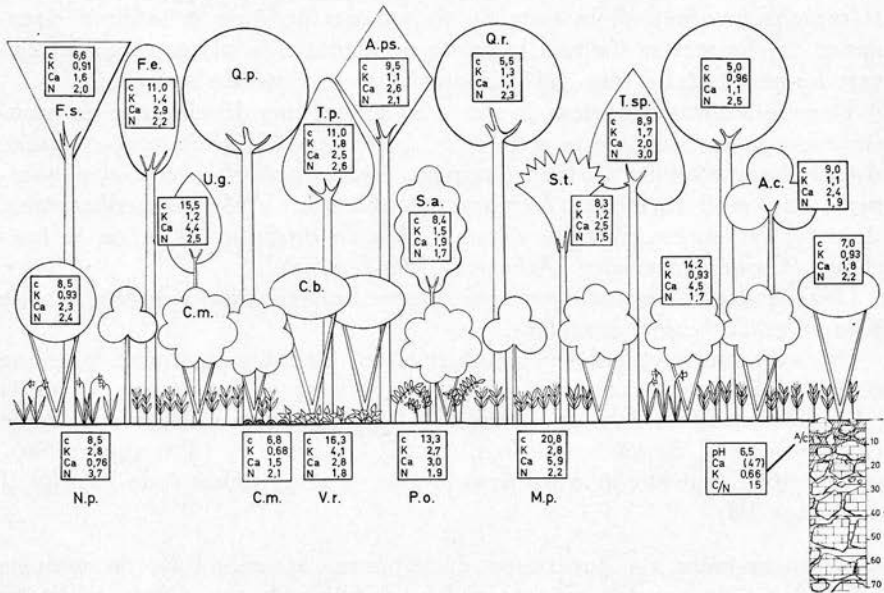 c 6,6
K 0,91
Ca 1,6
N 2,0
F.s.
F.e.
c 11,0
K 1,4
Ca 2,9
N 2,2
Q.p.
A.ps.
c 9,5
K 1,1
Ca 2,6
N 2,1
Q.r.
c 5,5
K 1,3
Ca 1,1
N 2,3
c 5,0
K 0,96
Ca 1,1
N 2,5
T.p.
c 11,0
K 1,8
Ca 2,5
N 2,6
T.sp.
c 8,9
K 1,7
Ca 2,0
N 3,0
U.g.
c 15,5
K 1,2
Ca 4,4
N 2,5
S.a.
c 8,4
K 1,5
Ca 1,9
N 1,7
S.t.
c 8,3
K 1,2
Ca 2,5
N 1,5
A.c.
c 9,0
K 1,1
Ca 2,4
N 1,9
c 8,5
K 0,93
Ca 2,3
N 2,4
C.m.
C.b.
c 14,2
K 0,93
Ca 4,5
N 1,7
c 7,0
K 0,93
Ca 1,8
N 2,2
c 8,5
K 2,8
Ca 0,76
N 3,7
N.p.
c 6,8
K 0,68
Ca 1,5
N 2,1
C.m.
c 16,3
K 4,1
Ca 2,8
N 1,8
V.r.
c 13,3
K 2,7
Ca 3,0
N 1,9
P.o.
c 20,8
K 2,8
Ca 5,9
N 2,2
M.p.
pH 6,5
Ca (47)
K 0,66
C/N 15
A/c
10
20
30
40
50
60
70